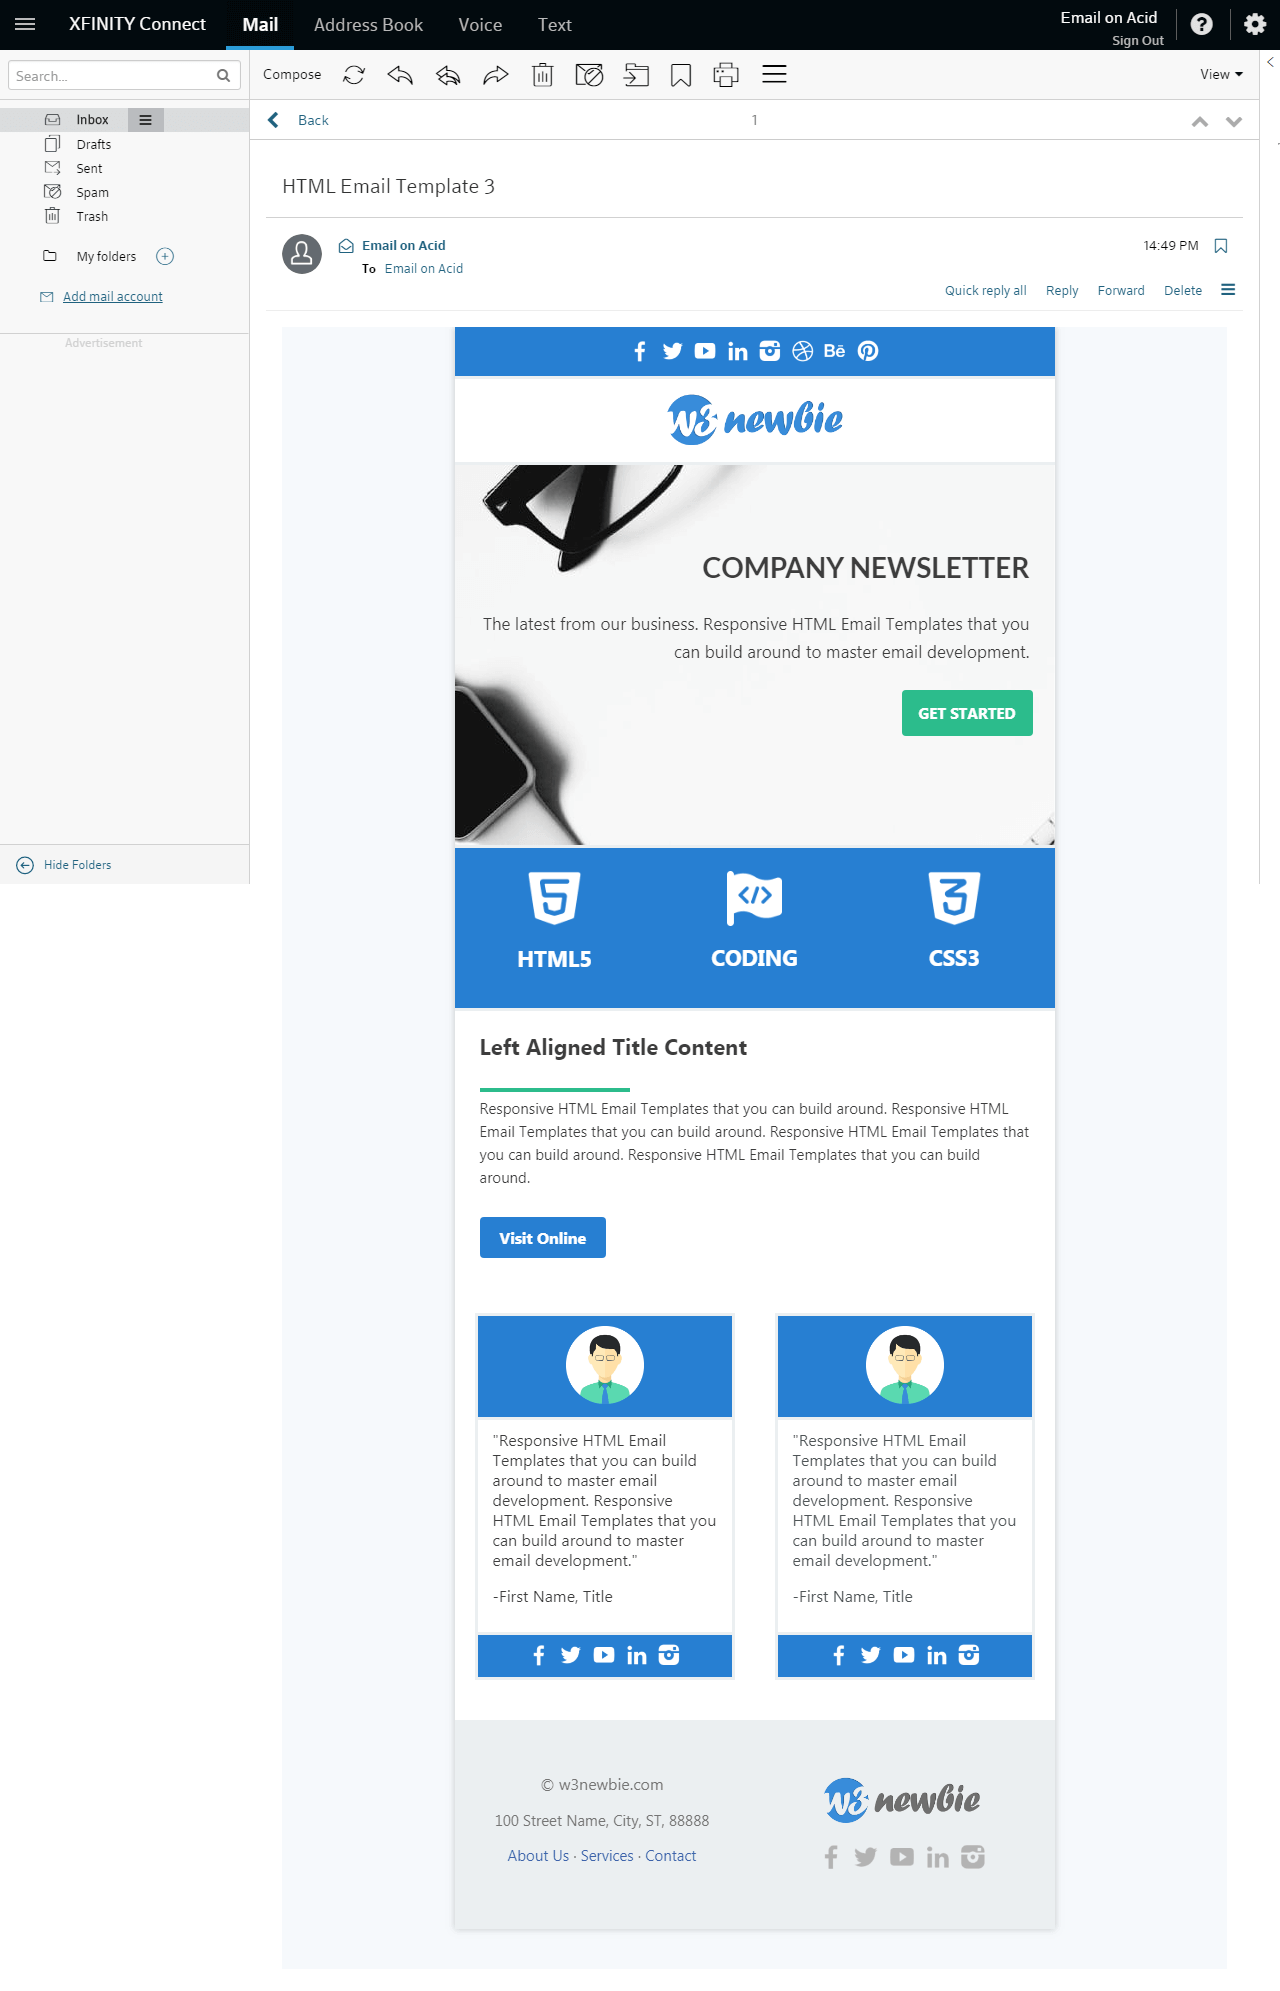 XFINITY Connect
Mail
Address Book
Voice
Text
Email on Acid
Sign Out
Search...
Compose
View
Inbox
Drafts
Sent
Spam
Trash
My folders
Add mail account
Advertisement
Hide Folders
Back
1
HTML Email Template 3
Email on Acid
14:49 PM
To Email on Acid
Quick reply all
Reply
Forward
Delete
Bē
w3 newbie
COMPANY NEWSLETTER
The latest from our business. Responsive HTML Email Templates that you
can build around to master email development.
GET STARTED
HTML5
CODING
CSS3
Left Aligned Title Content
Responsive HTML Email Templates that you can build around. Responsive HTML
Email Templates that you can build around. Responsive HTML Email Templates that
you can build around. Responsive HTML Email Templates that you can build
around.
Visit Online
"Responsive HTML Email
Templates that you can build
around to master email
development. Responsive
HTML Email Templates that you
can build around to master
email development."
-First Name, Title
"Responsive HTML Email
Templates that you can build
around to master email
development. Responsive
HTML Email Templates that you
can build around to master
email development."
-First Name, Title
© w3newbie.com
100 Street Name, City, ST, 88888
About Us · Services · Contact
w3 newbie